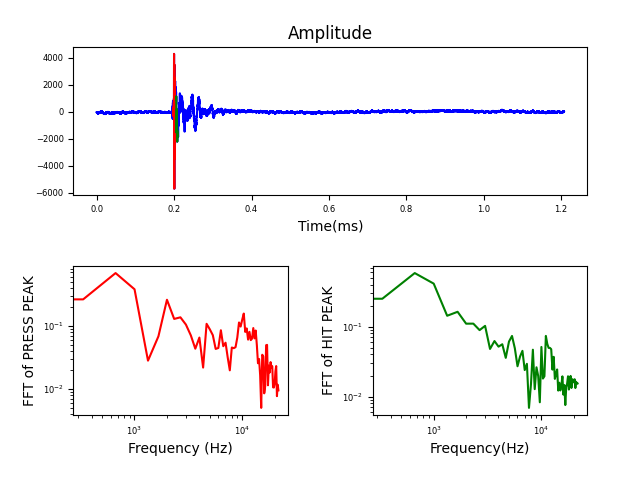 Amplitude
4000
2000
0
−2000
−4000
−6000
0.0 0.2 0.4 0.6 0.8 1.0 1.2
Time(ms)
FFT of PRESS PEAK
10⁻¹
10⁻²
10³ 10⁴
Frequency (Hz)
FFT of HIT PEAK
10⁻¹
10⁻²
10³ 10⁴
Frequency(Hz)